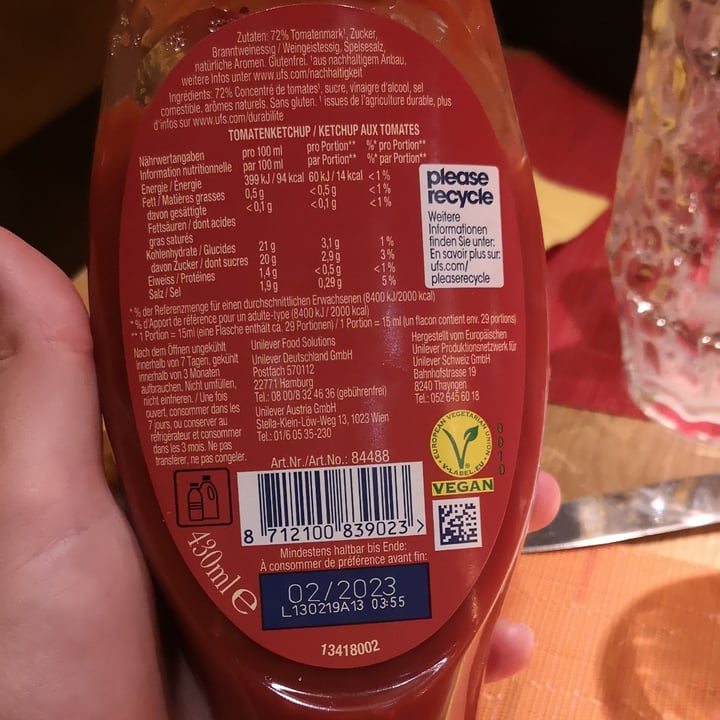 Zutaten: 72% Tomatenmark¹, Zucker,
Branntweinessig / Weingeistessig, Speisesalz,
natürliche Aromen. Glutenfrei. ¹aus nachhaltigem Anbau,
weitere Infos unter www.ufs.com/nachhaltigkeit
Ingrédients: 72% Concentré de tomates¹, sucre, vinaigre d'alcool, sel
comestible, arômes naturels. Sans gluten. ¹ issues de l'agriculture durable, plus
d'infos sur www.ufs.com/durabilite
TOMATENKETCHUP / KETCHUP AUX TOMATES
Nährwertangaben pro 100 ml pro Portion** %* pro Portion**
Information nutritionnelle par 100 ml par Portion** %* par Portion**
Energie / Énergie 399 kJ / 94 kcal 60 kJ / 14 kcal <1 %
Fett / Matières grasses 0,5 g <0,5 g <1 %
davon gesättigte <0,1 g <0,1 g <1 %
Fettsäuren / dont acides
gras saturés
Kohlenhydrate / Glucides 21 g 3,1 g 1 %
davon Zucker / dont sucres 20 g 2,9 g 3 %
Eiweiss / Protéines 1,4 g <0,5 g <1 %
Salz / Sel 1,9 g 0,29 g 5 %
* % der Referenzmenge für einen durchschnittlichen Erwachsenen (8400 kJ/2000 kcal)
* % d'Apport de référence pour un adulte-type (8400 kJ / 2000 kcal)
** 1 Portion = 15ml (eine Flasche enthält ca. 29 Portionen) / 1 Portion = 15 ml (un flacon contient env. 29 portions)
please
recycle
Weitere
Informationen
finden Sie unter:
En savoir plus sur:
ufs.com/
pleaserecycle
Nach dem Öffnen ungekühlt
innerhalb von 7 Tagen, gekühlt
innerhalb von 3 Monaten
aufbrauchen. Nicht umfüllen,
nicht einfrieren. / Une fois
ouvert, consommer dans les
7 jours, ou conserver au
réfrigérateur et consommer
dans les 3 mois. Ne pas
transférer, ne pas congeler.
Unilever Food Solutions
Unilever Deutschland GmbH
Postfach 570112
22771 Hamburg
Tel.: 08 00/8 32 46 36 (gebührenfrei)
Unilever Austria GmbH
Stella-Klein-Löw-Weg 13, 1023 Wien
Tel.: 01/6 05 35-230
Hergestellt vom Europäischen
Unilever Produktionsnetzwerk für
Unilever Schweiz GmbH
Bahnhofstrasse 19
8240 Thayngen
Tel.: 052 645 60 18
Art.Nr./Art.No.: 84488
EUROPEAN VEGETARIAN UNION
V-LABEL.EU
VEGAN
0910
8 712100 839023 >
430ml e
Mindestens haltbar bis Ende:
À consommer de préférence avant fin:
02/2023
L130219A13 03:55
13418002